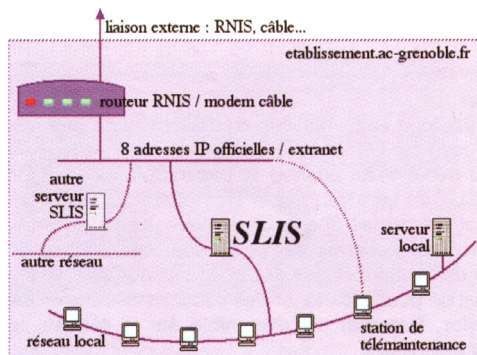 liaison externe : RNIS, câble...
etablissement.ac-grenoble.fr
routeur RNIS / modem câble
8 adresses IP officielles / extranet
autre
serveur
SLIS
SLIS
serveur
local
autre réseau
réseau local
station de
télémaintenance